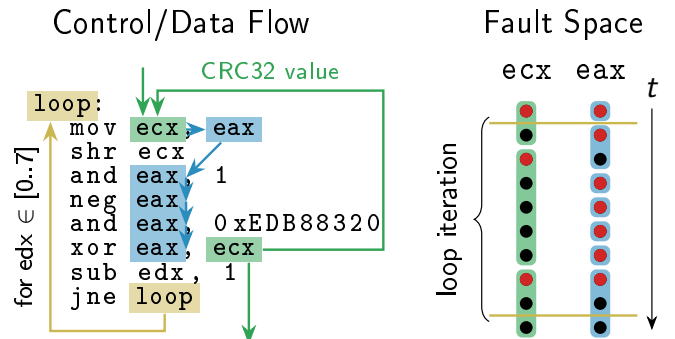 Control/Data Flow
Fault Space
CRC32 value
ecx eax
t
loop:
mov ecx, eax
shr ecx
and eax, 1
neg eax
and eax, 0xEDB88320
xor eax, ecx
sub edx, 1
jne loop
for edx ∈ [0..7]
loop iteration